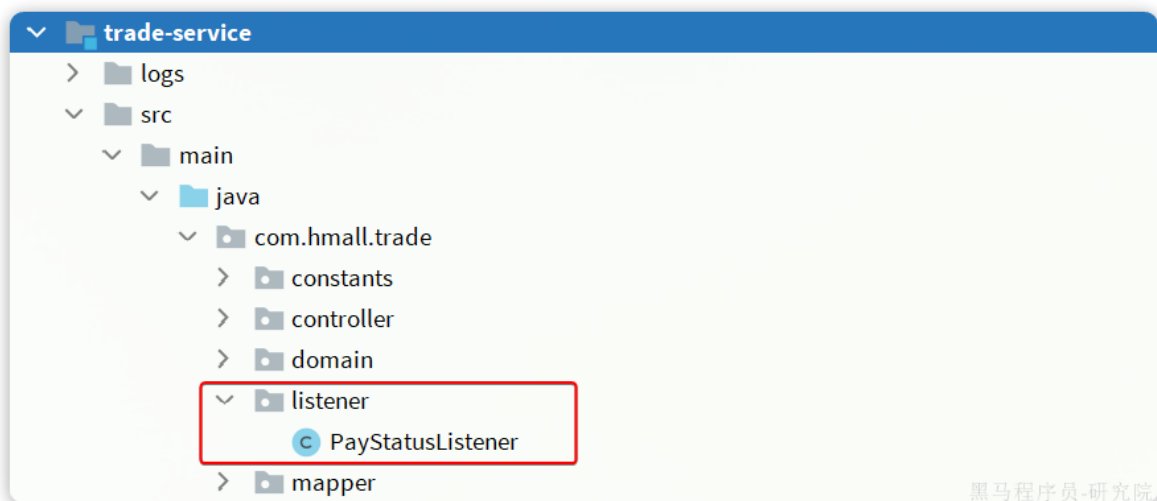 trade-service
logs
src
main
java
com.hmall.trade
constants
controller
domain
listener
C PayStatusListener
mapper
黑马程序员-研究院